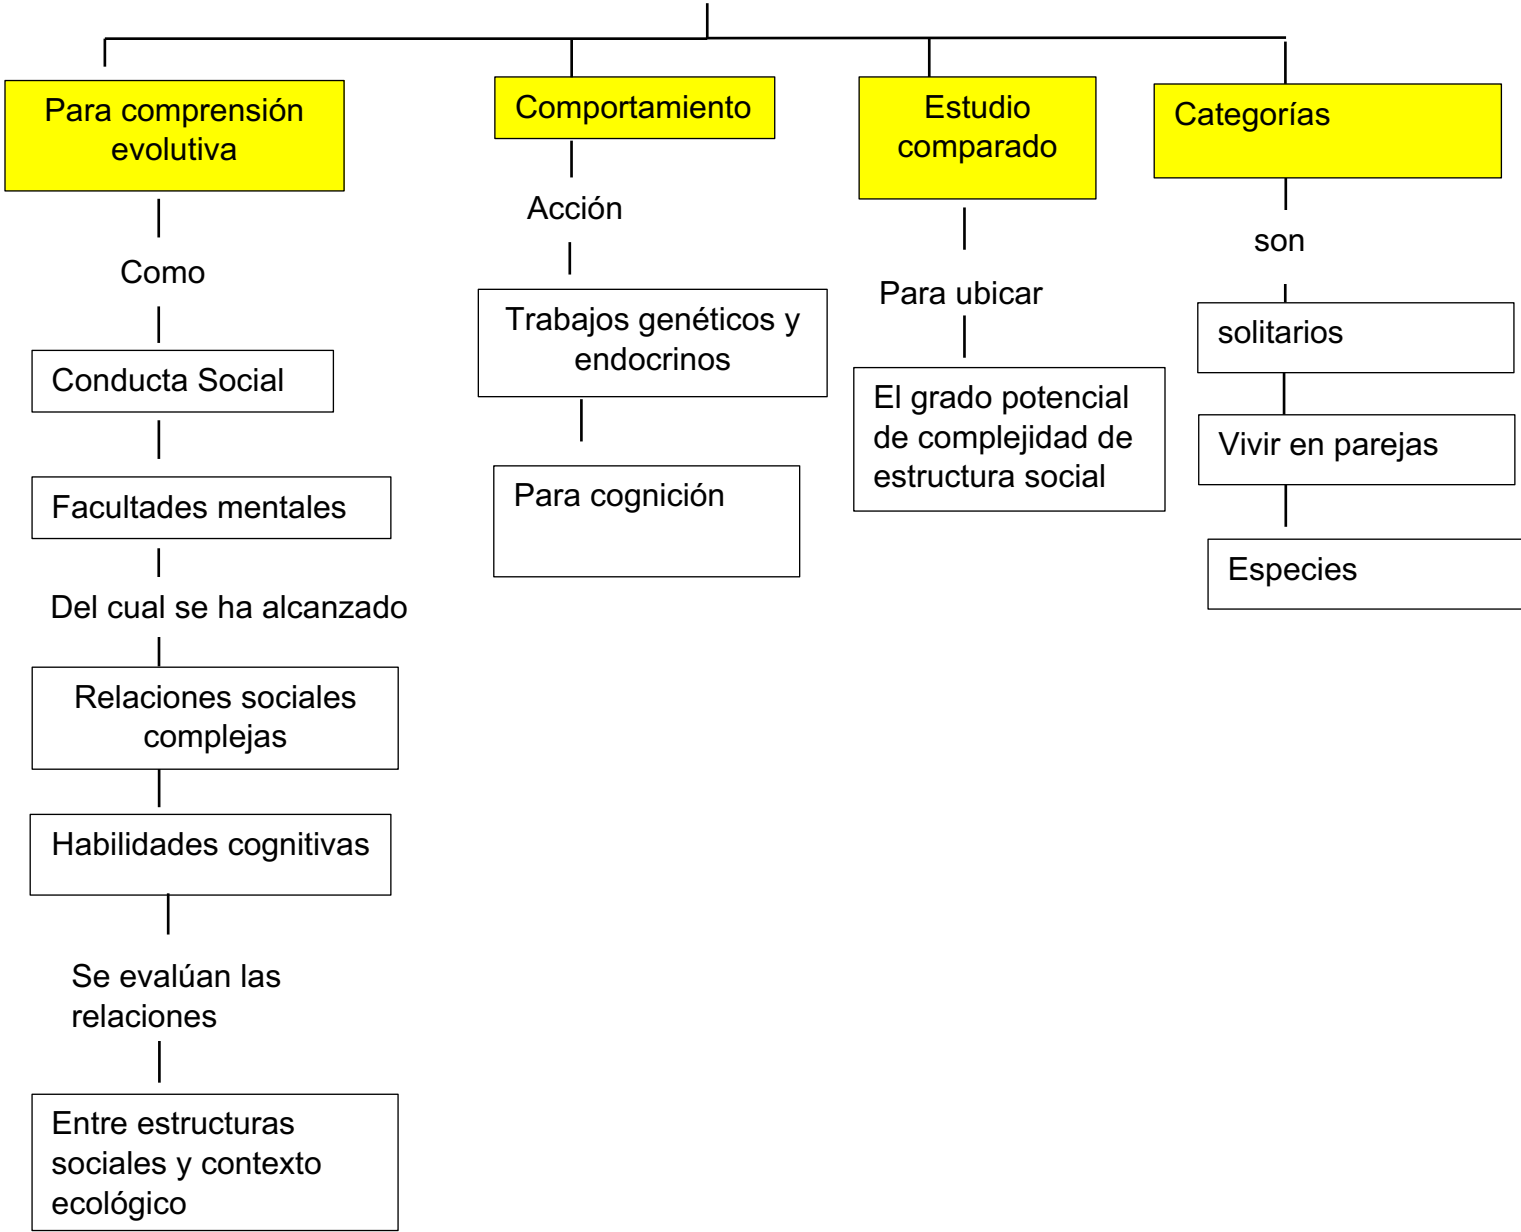 Para comprensión
evolutiva
Como
Conducta Social
Facultades mentales
Del cual se ha alcanzado
Relaciones sociales
complejas
Habilidades cognitivas
Se evalúan las
relaciones
Entre estructuras
sociales y contexto
ecológico
Comportamiento
Acción
Trabajos genéticos y
endocrinos
Para cognición
Estudio
comparado
Para ubicar
El grado potencial
de complejidad de
estructura social
Categorías
son
solitarios
Vivir en parejas
Especies